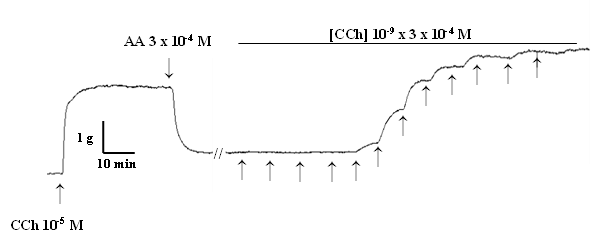 AA 3 x 10⁻⁴ M
[CCh] 10⁻⁹ x 3 x 10⁻⁴ M
1 g
10 min
//
CCh 10⁻⁵ M